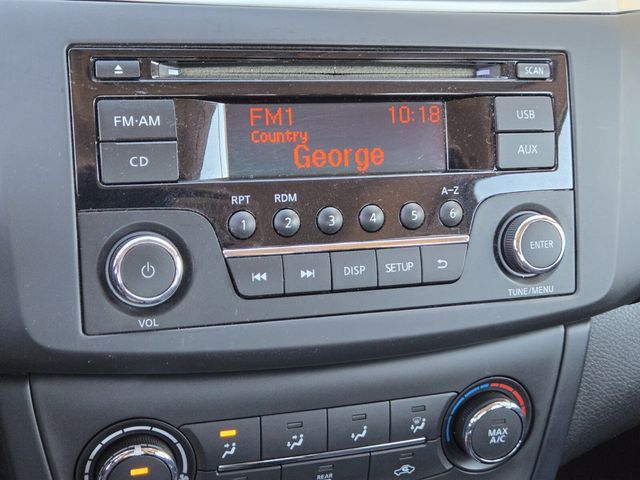 SCAN
FM·AM
FM1 10:18
USB
Country
George
CD
AUX
RPT RDM A-Z
1 2 3 4 5 6
ENTER
DISP SETUP
VOL
TUNE/MENU
MAX
A/C
REAR